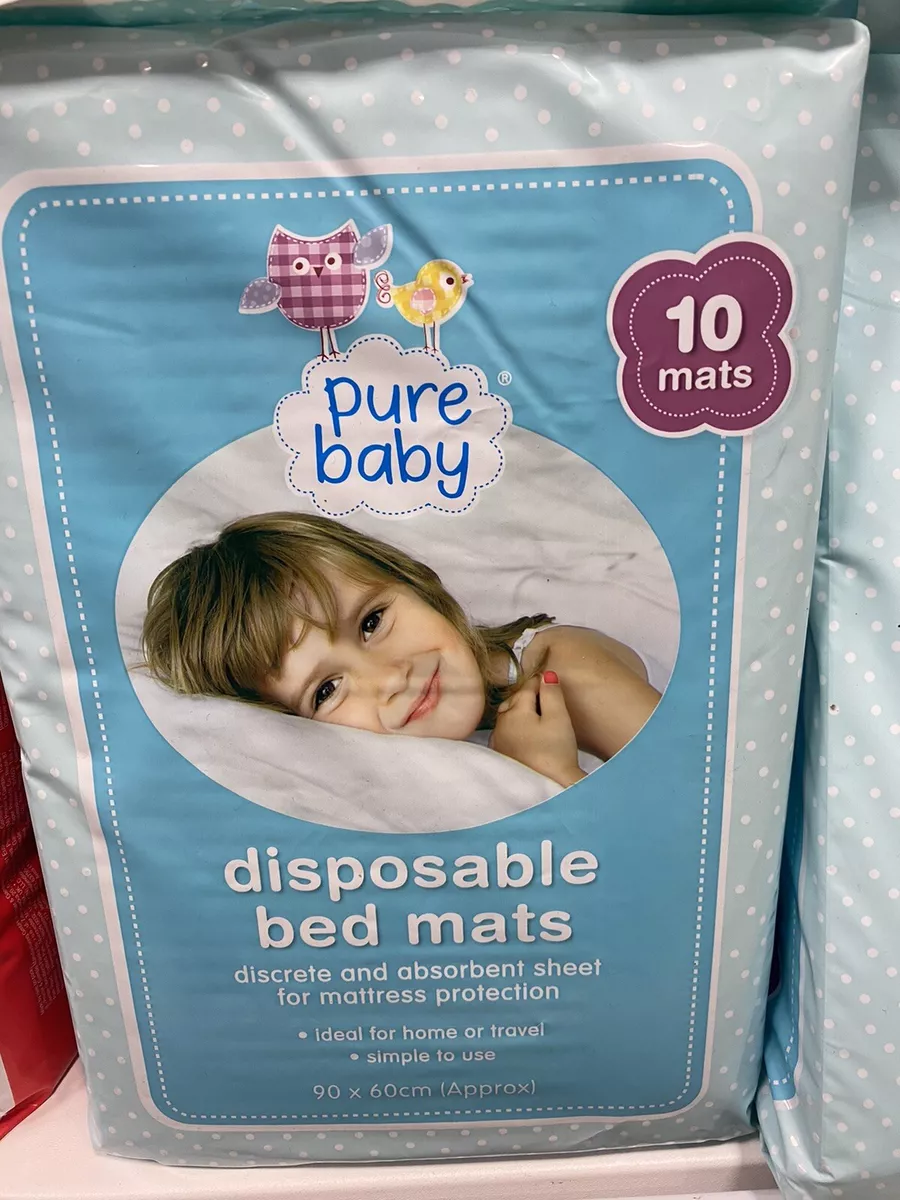 pure
baby
®
10
mats
disposable
bed mats
discrete and absorbent sheet
for mattress protection
• ideal for home or travel
• simple to use
90 x 60cm (Approx)